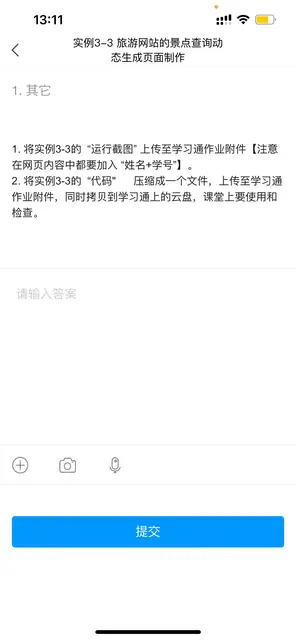 13:11
实例3-3 旅游网站的景点查询动
态生成页面制作
1. 其它
1. 将实例3-3的 “运行截图” 上传至学习通作业附件【注意
在网页内容中都要加入 “姓名+学号”】。
2. 将实例3-3的 “代码” 压缩成一个文件，上传至学习通
作业附件，同时拷贝到学习通上的云盘，课堂上要使用和
检查。
请输入答案
提交